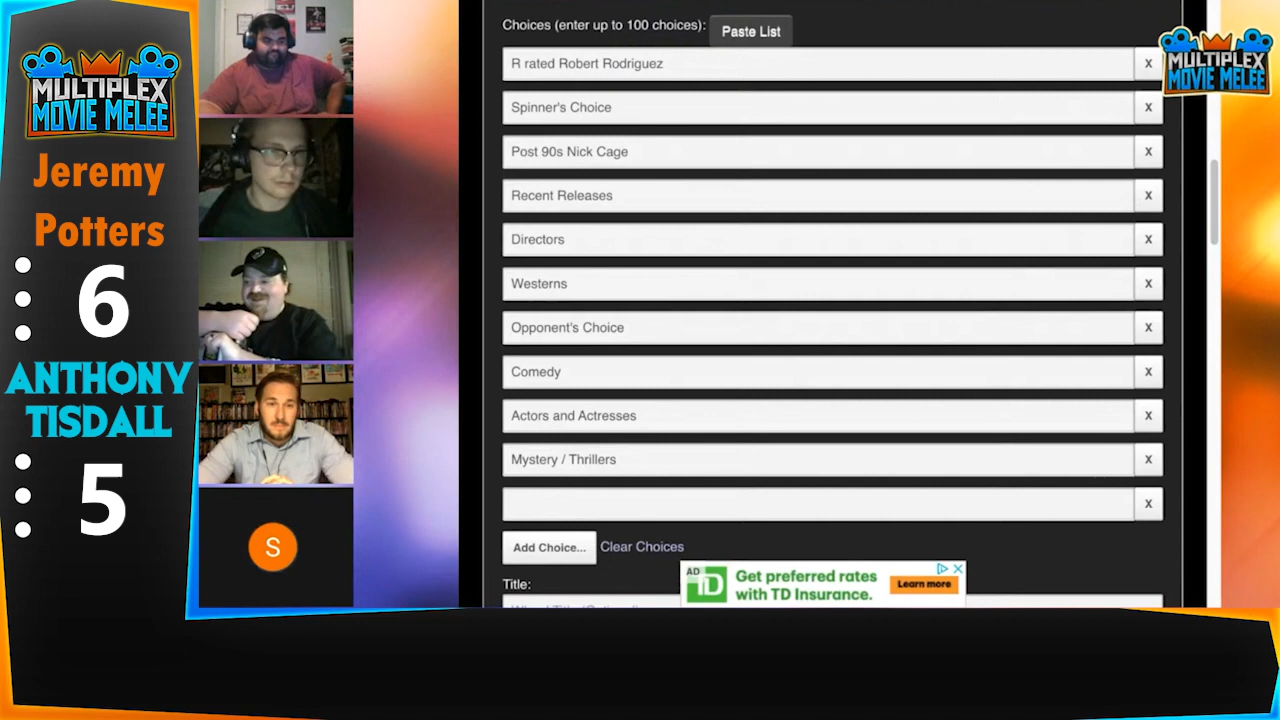 MULTIPLEX
MOVIE MELEE
Jeremy
Potters
6
ANTHONY
TISDALL
5
S
Choices (enter up to 100 choices):
Paste List
R rated Robert Rodriguez
X
Spinner's Choice
X
Post 90s Nick Cage
X
Recent Releases
X
Directors
X
Westerns
X
Opponent's Choice
X
Comedy
X
Actors and Actresses
X
Mystery / Thrillers
X
X
Add Choice...
Clear Choices
Title:
AD
TD
Get preferred rates
with TD Insurance.
Learn more
MULTIPLEX
MOVIE MELEE